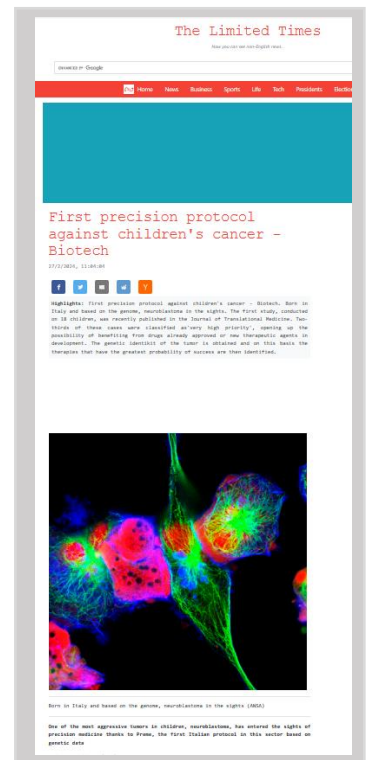 The Limited Times
Now you can see non-English news
ENHANCED BY Google
Home News Business Sports Life Tech Presidents Election
First precision protocol
against children's cancer –
Biotech
27/2/2024, 11:04:04
Highlights: First precision protocol against children's cancer – Biotech. Born in
Italy and based on the genome, neuroblastoma in the sights. The first study, conducted
on 18 children, was recently published in the Journal of Translational Medicine. Two-
thirds of these cases were classified as'very high priority', opening up the
possibility of benefiting from drugs already approved or new therapeutic agents in
development. The genetic identikit of the tumor is obtained and on this basis the
therapies that have the greatest probability of success are then identified.
Born in Italy and based on the genome, neuroblastoma in the sights (ANSA)
One of the most aggressive tumors in children, neuroblastoma, has entered the sights of
precision medicine thanks to Preme, the first Italian protocol in this sector based on
genetic data